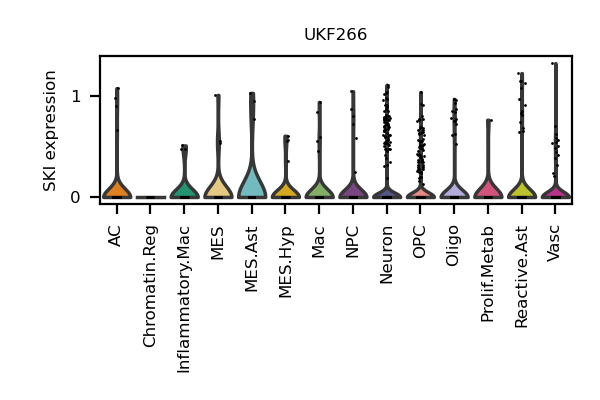 UKF266
SKI expression
1
0
AC
Chromatin.Reg
Inflammatory.Mac
MES
MES.Ast
MES.Hyp
Mac
NPC
Neuron
OPC
Oligo
Prolif.Metab
Reactive.Ast
Vasc